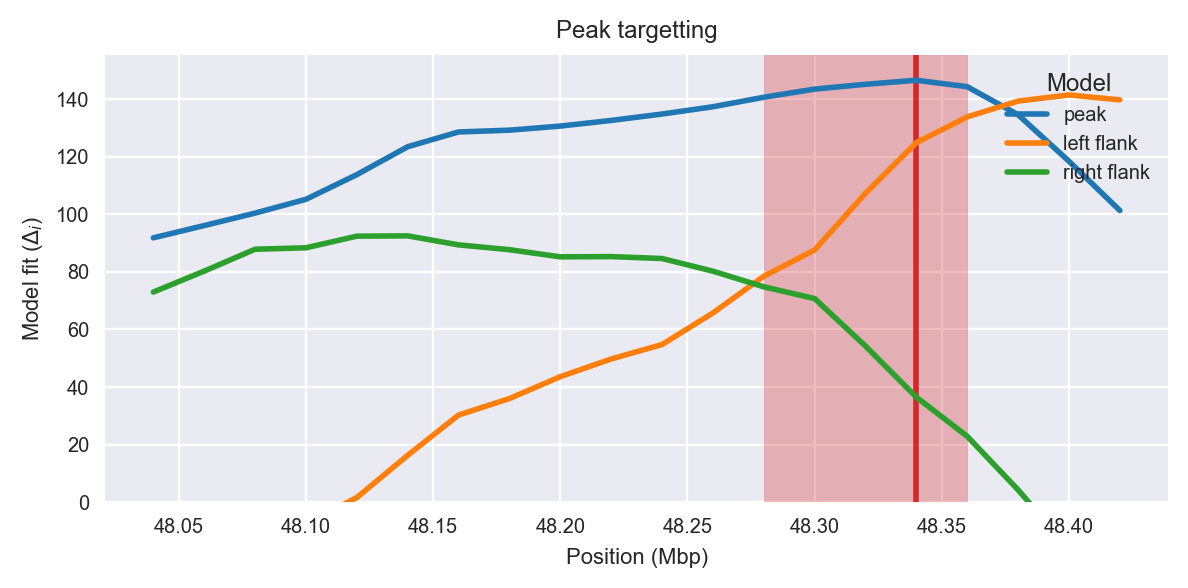 Peak targetting
Model fit (Δi)
140
120
100
80
60
40
20
0
Model
peak
left flank
right flank
48.05 48.10 48.15 48.20 48.25 48.30 48.35 48.40
Position (Mbp)